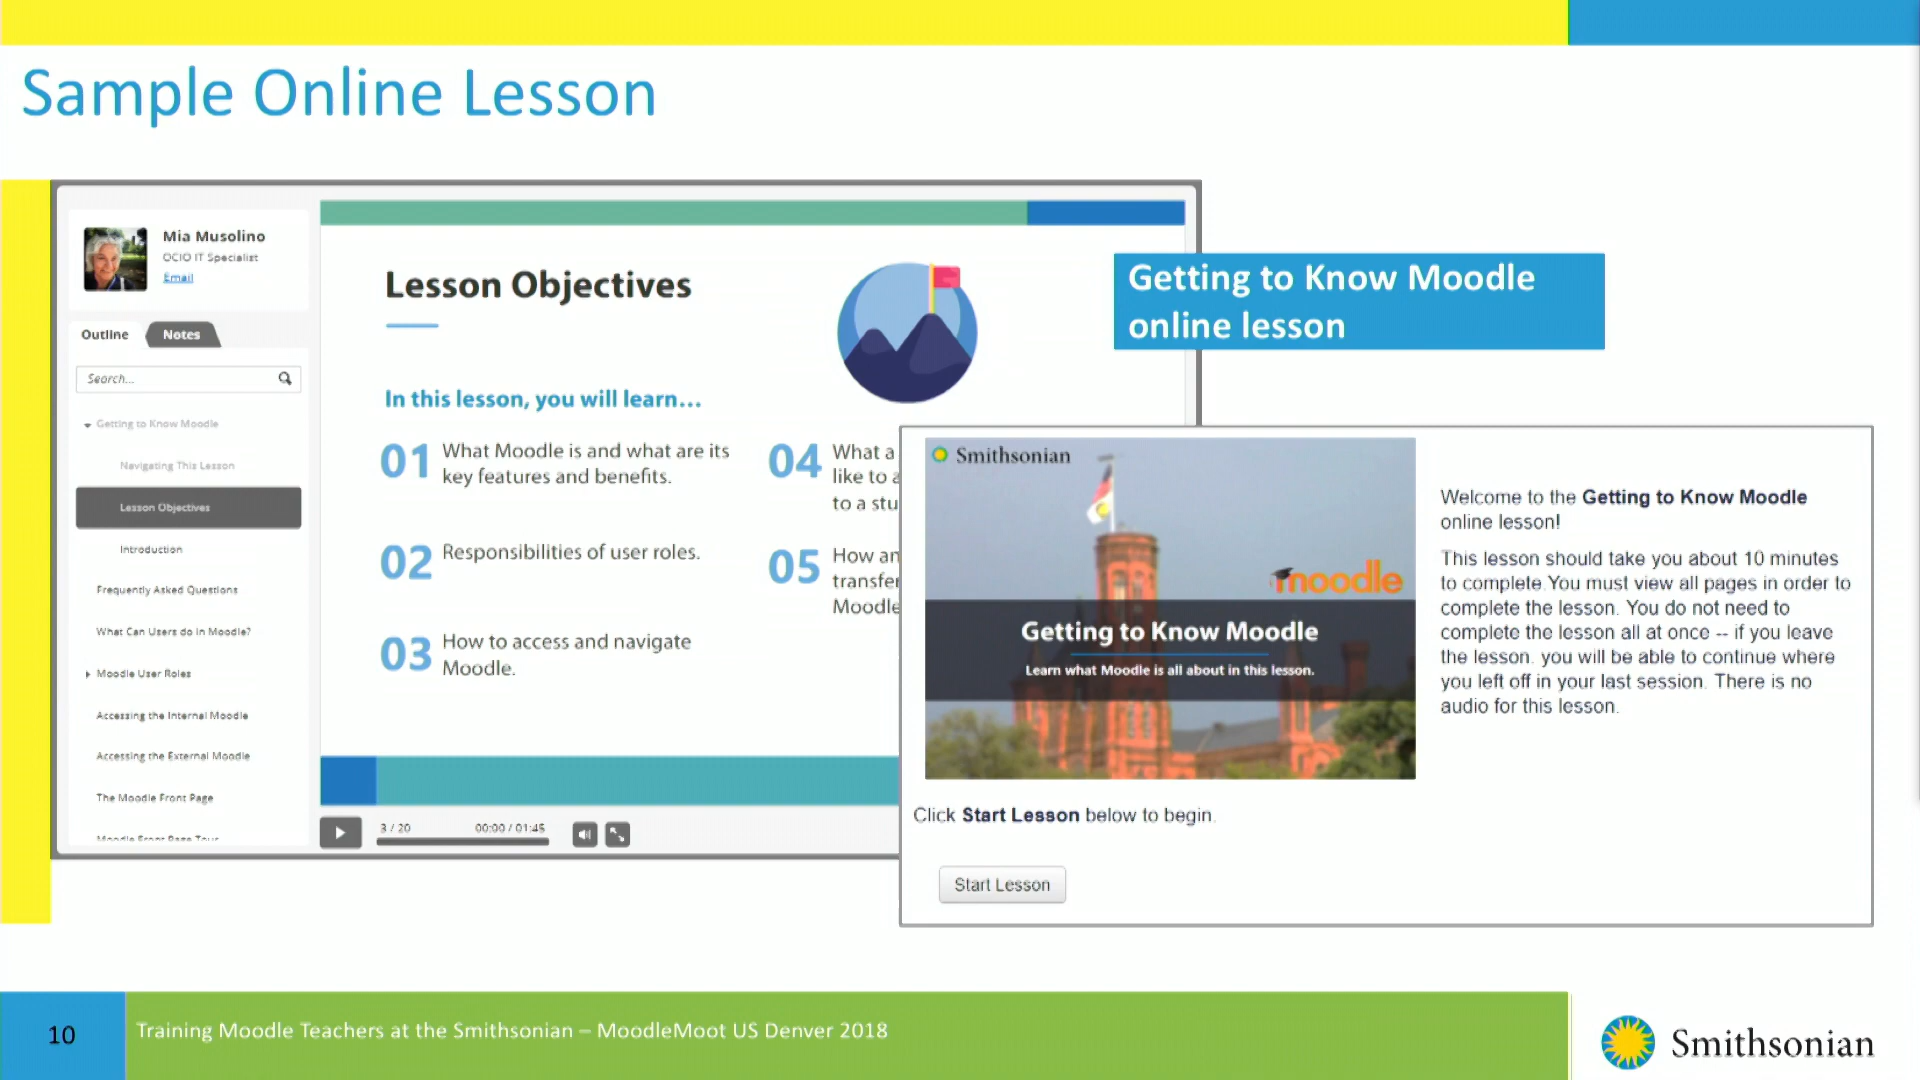 Sample Online Lesson
Mia Musolino
OCIO IT Specialist
Email
Outline
Notes
Search...
Getting to Know Moodle
Navigating This Lesson
Lesson Objectives
Introduction
Frequently Asked Questions
What Can Users do in Moodle?
Moodle User Roles
Accessing the Internal Moodle
Accessing the External Moodle
The Moodle Front Page
Moodle Front Page Tour
Lesson Objectives
In this lesson, you will learn...
01 What Moodle is and what are its
key features and benefits.
02 Responsibilities of user roles.
03 How to access and navigate
Moodle.
04 What a
like to a
to a stu
05 How an
transfer
Moodle
3 / 20
00:00 / 01:45
Getting to Know Moodle
online lesson
Smithsonian
moodle
Getting to Know Moodle
Learn what Moodle is all about in this lesson.
Welcome to the Getting to Know Moodle
online lesson!
This lesson should take you about 10 minutes
to complete.You must view all pages in order to
complete the lesson. You do not need to
complete the lesson all at once -- if you leave
the lesson. you will be able to continue where
you left off in your last session. There is no
audio for this lesson.
Click Start Lesson below to begin.
Start Lesson
10
Training Moodle Teachers at the Smithsonian – MoodleMoot US Denver 2018
Smithsonian